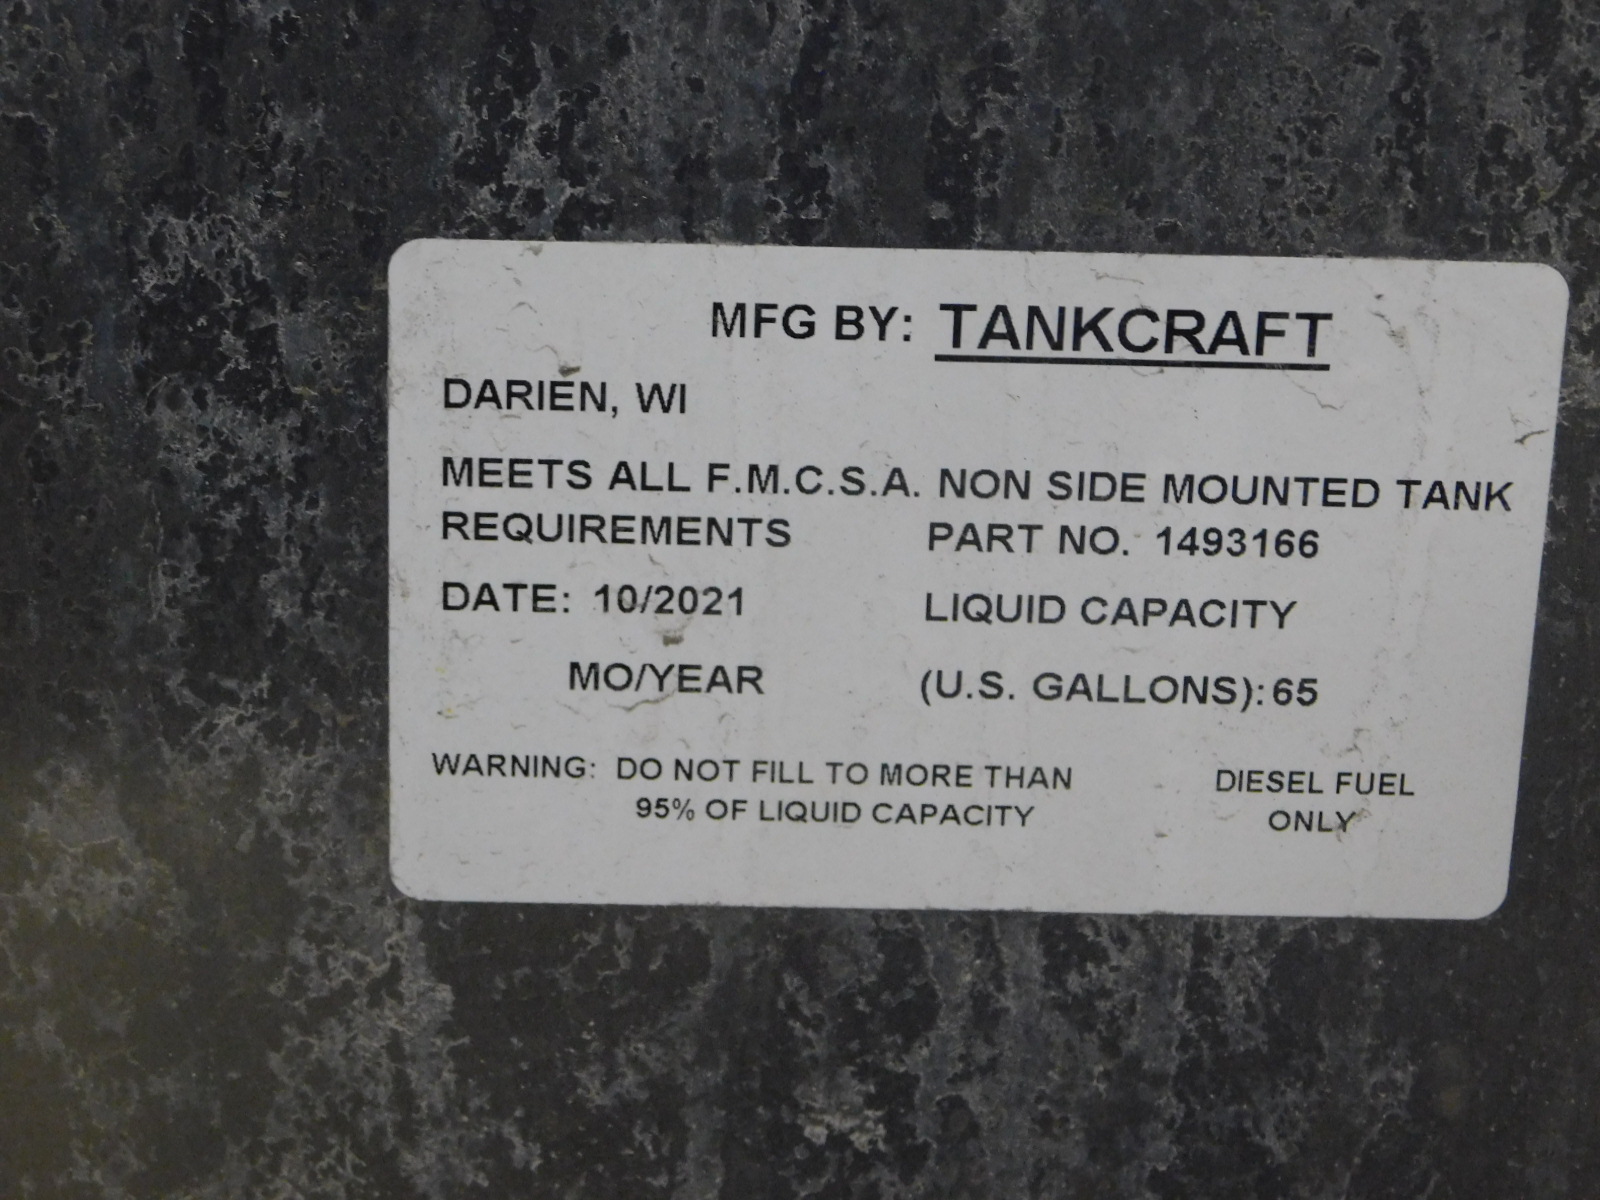 MFG BY: TANKCRAFT
DARIEN, WI
MEETS ALL F.M.C.S.A. NON SIDE MOUNTED TANK
REQUIREMENTS PART NO. 1493166
DATE: 10/2021 LIQUID CAPACITY
MO/YEAR (U.S. GALLONS): 65
WARNING: DO NOT FILL TO MORE THAN DIESEL FUEL
95% OF LIQUID CAPACITY ONLY